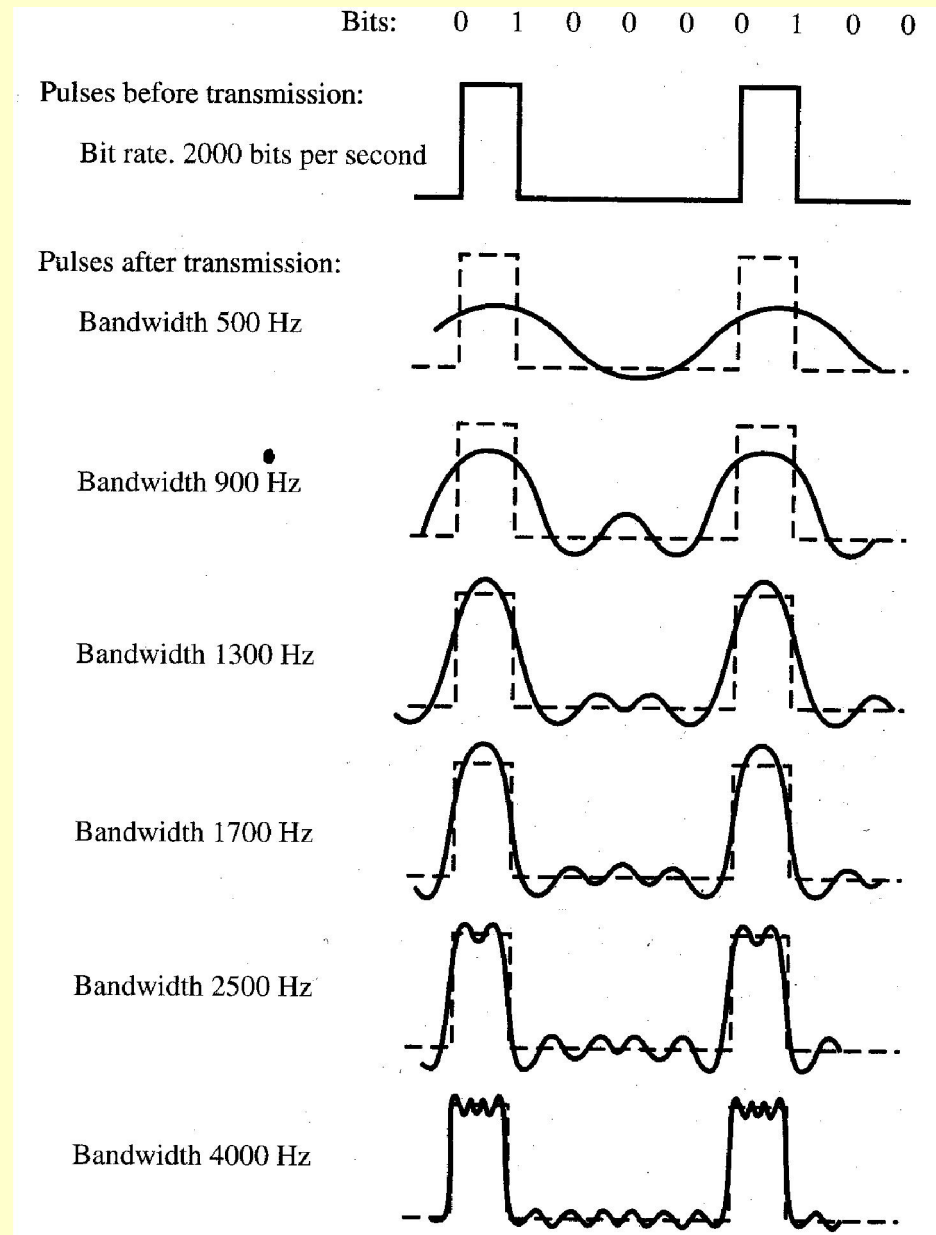 Bits: 0 1 0 0 0 0 1 0 0
Pulses before transmission:
Bit rate. 2000 bits per second
Pulses after transmission:
Bandwidth 500 Hz
Bandwidth 900 Hz
Bandwidth 1300 Hz
Bandwidth 1700 Hz
Bandwidth 2500 Hz
Bandwidth 4000 Hz